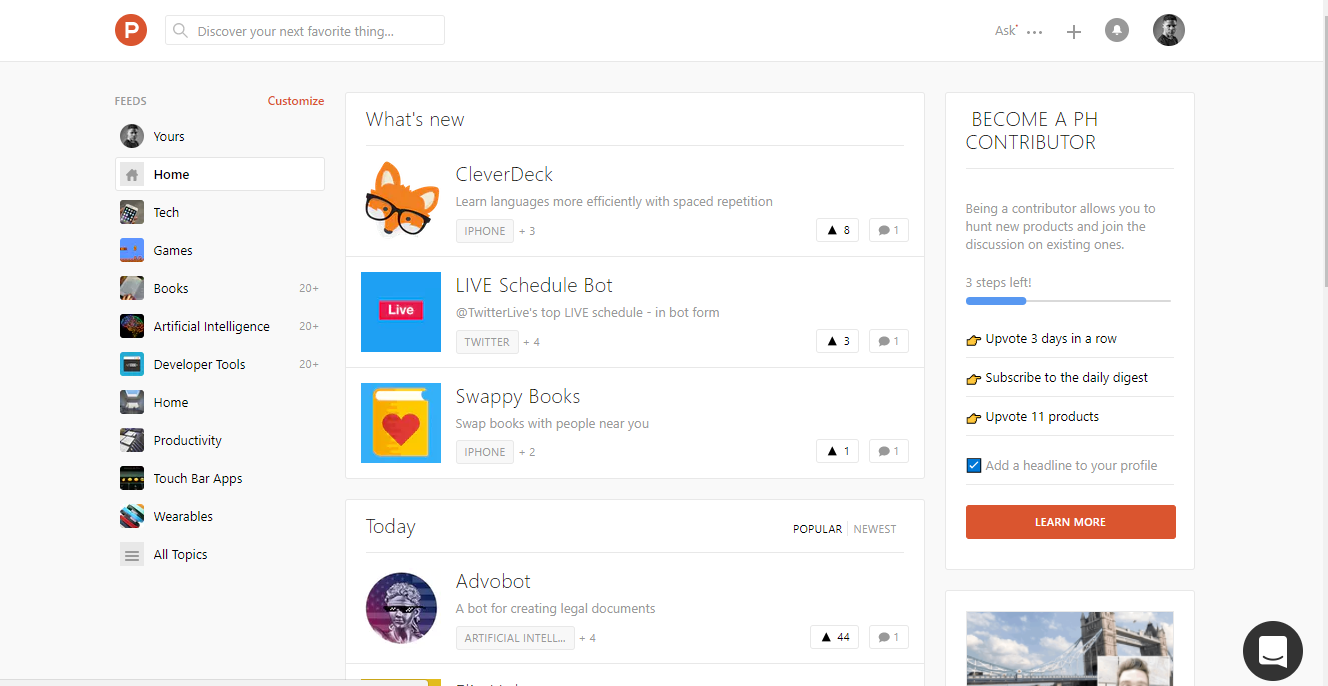 P
Discover your next favorite thing...
Ask
FEEDS
Customize
Yours
Home
Tech
Games
Books 20+
Artificial Intelligence 20+
Developer Tools 20+
Home
Productivity
Touch Bar Apps
Wearables
All Topics
What's new
CleverDeck
Learn languages more efficiently with spaced repetition
IPHONE + 3
8 1
Live
LIVE Schedule Bot
@TwitterLive's top LIVE schedule - in bot form
TWITTER + 4
3 1
Swappy Books
Swap books with people near you
IPHONE + 2
1 1
Today
POPULAR NEWEST
Advobot
A bot for creating legal documents
ARTIFICIAL INTELL... + 4
44 1
BECOME A PH
CONTRIBUTOR
Being a contributor allows you to
hunt new products and join the
discussion on existing ones.
3 steps left!
Upvote 3 days in a row
Subscribe to the daily digest
Upvote 11 products
Add a headline to your profile
LEARN MORE